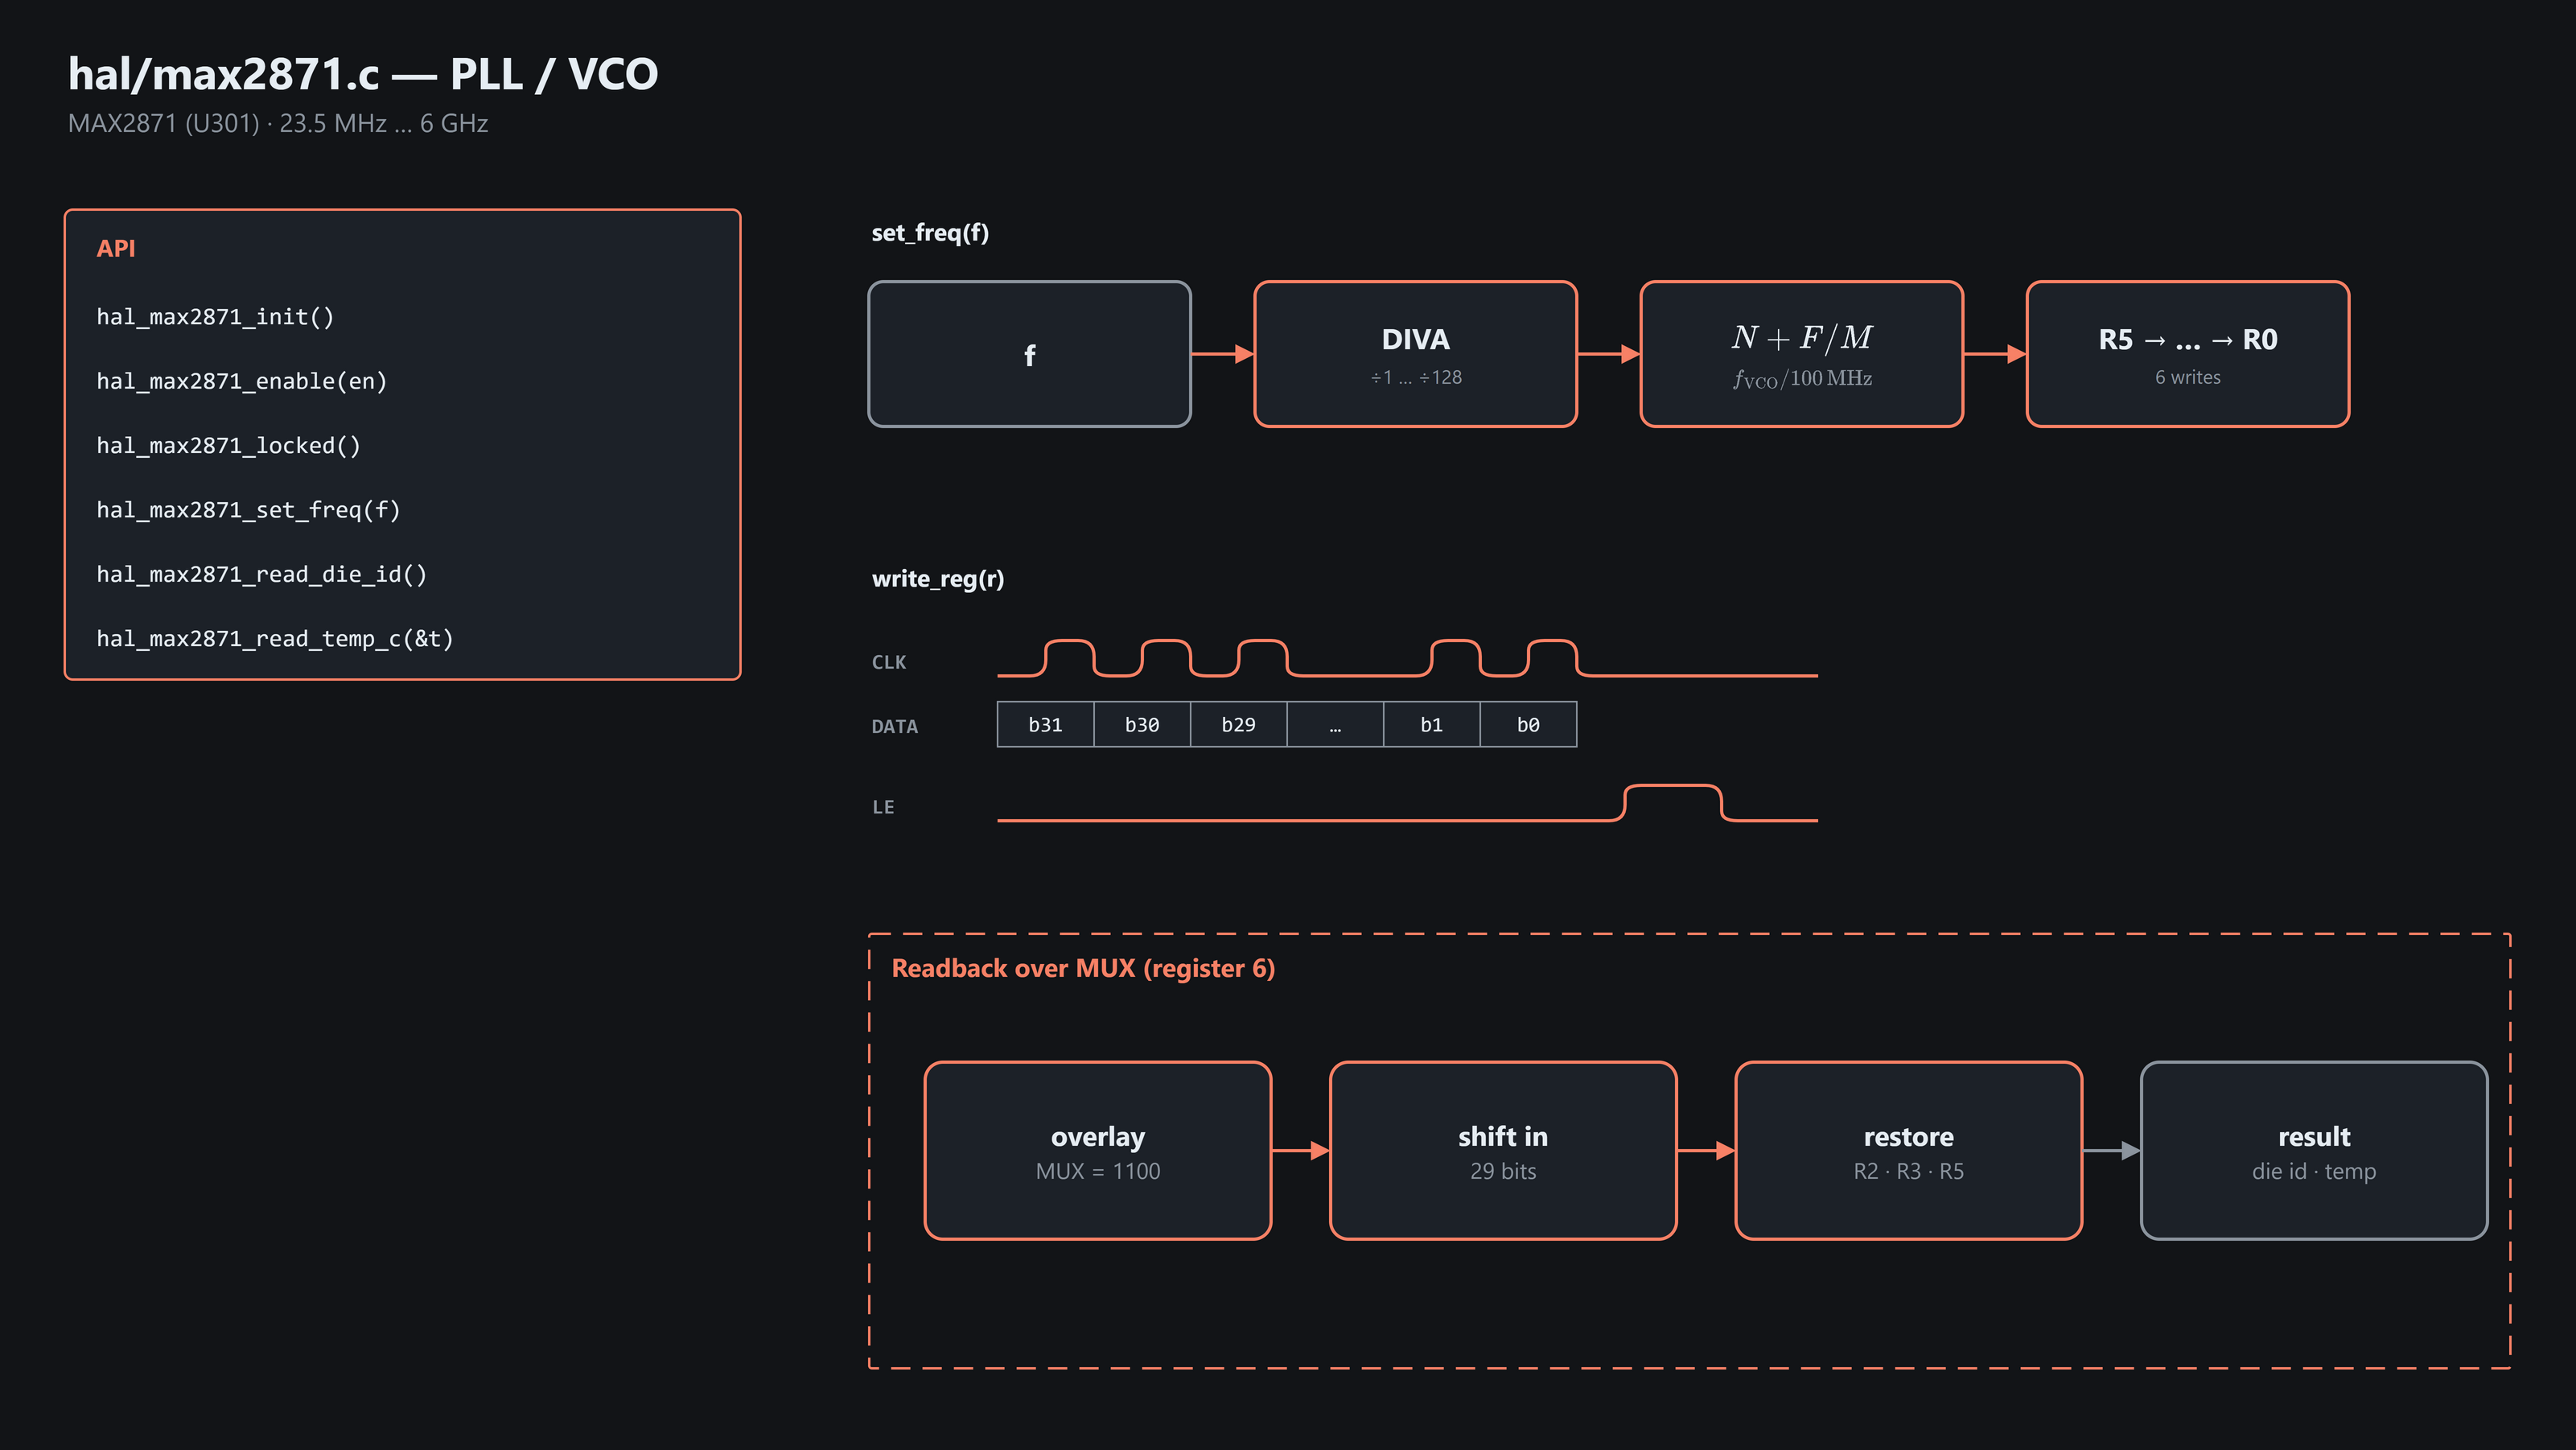 hal/max2871.c — PLL / VCO
MAX2871 (U301) · 23.5 MHz … 6 GHz
API
hal_max2871_init()
hal_max2871_enable(en)
hal_max2871_locked()
hal_max2871_set_freq(f)
hal_max2871_read_die_id()
hal_max2871_read_temp_c(&t)
set_freq(f)
f
DIVA
÷1 … ÷128
N + F/M
fVCO/100 MHz
R5 → … → R0
6 writes
write_reg(r)
CLK
DATA
b31 b30 b29 … b1 b0
LE
Readback over MUX (register 6)
overlay
MUX = 1100
shift in
29 bits
restore
R2 · R3 · R5
result
die id · temp